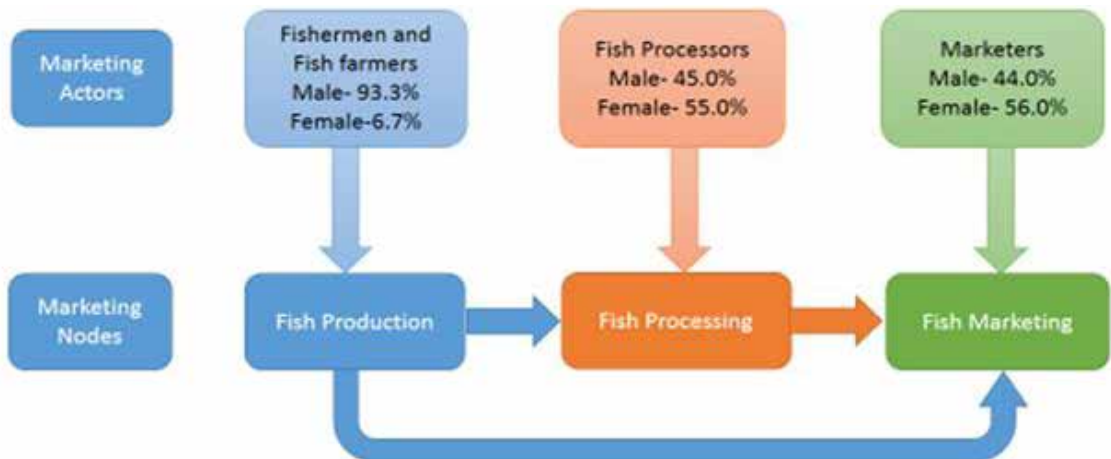 Marketing
Actors
Fishermen and
Fish farmers
Male- 93.3%
Female-6.7%
Fish Processors
Male- 45.0%
Female- 55.0%
Marketers
Male- 44.0%
Female- 56.0%
Marketing
Nodes
Fish Production
Fish Processing
Fish Marketing